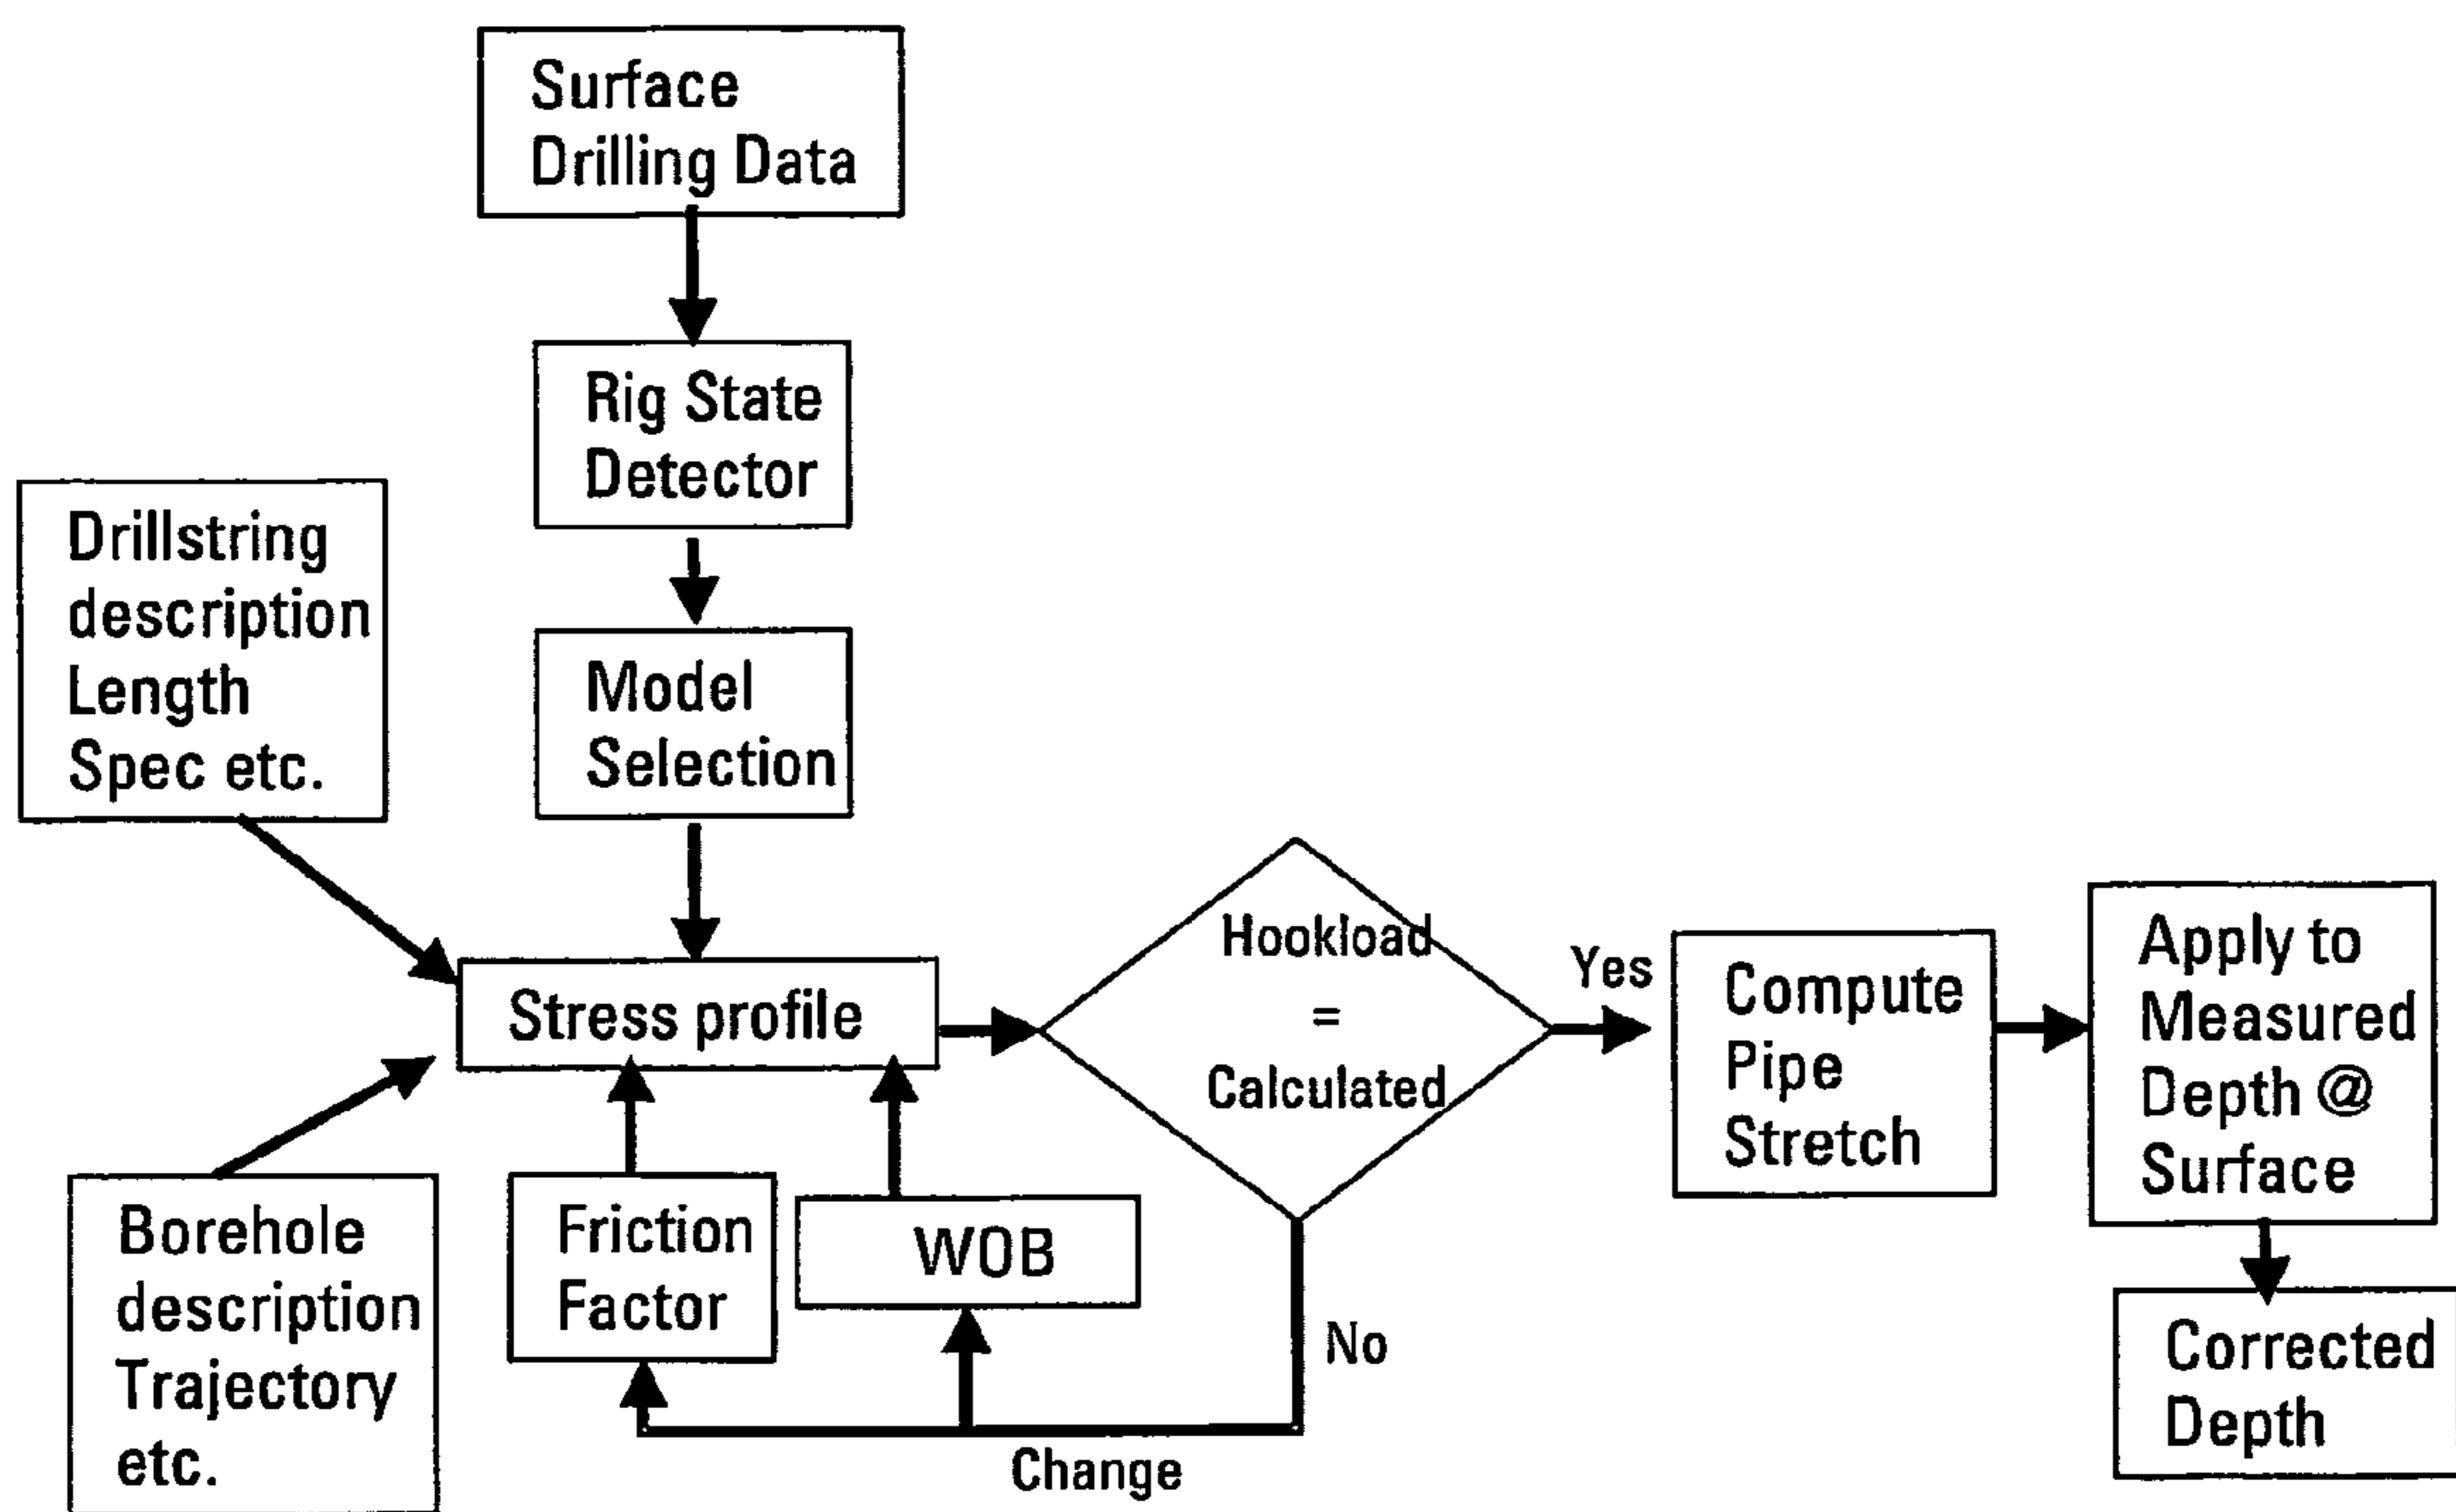 Surface
Drilling Data
Rig State
Detector
Drillstring
description
Length
Spec etc.
Model
Selection
Stress profile
Hookload
=
Calculated
Yes
Compute
Pipe
Stretch
Apply to
Measured
Depth @
Surface
Borehole
description
Trajectory
etc.
Friction
Factor
WOB
No
Change
Corrected
Depth